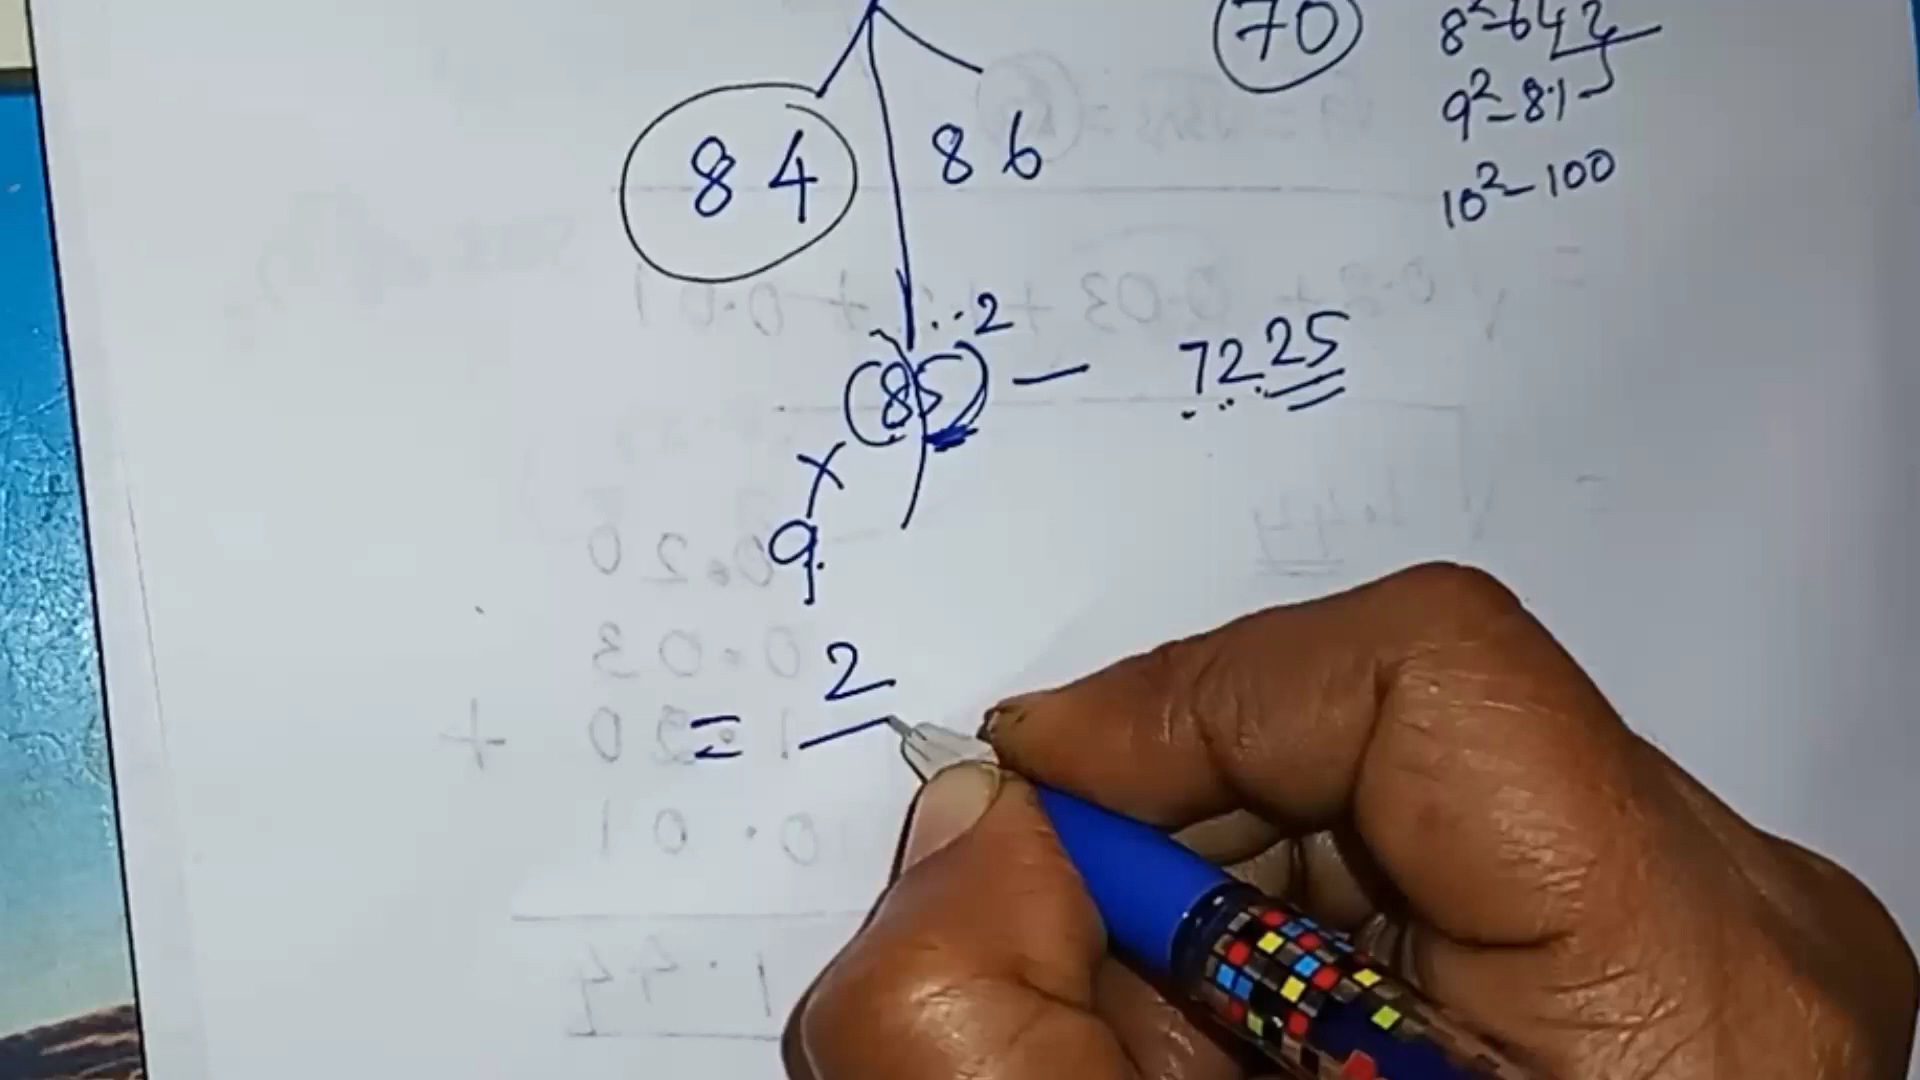 70
8² - 64
9² - 81
10² - 100
84 86
(85)² - 7225
×
9
= 2